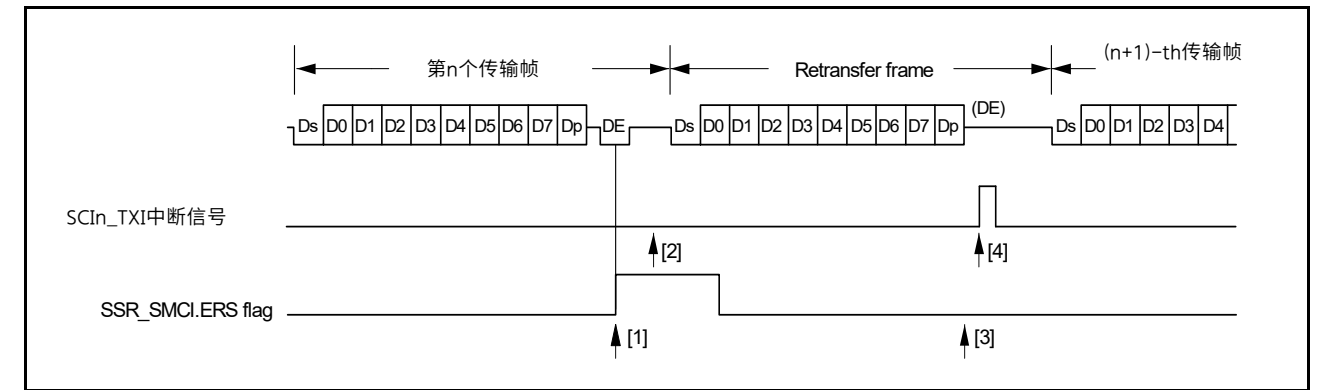 第n个传输帧
Retransfer frame
(n+1)-th传输帧
Ds D0 D1 D2 D3 D4 D5 D6 D7 Dp DE Ds D0 D1 D2 D3 D4 D5 D6 D7 Dp (DE) Ds D0 D1 D2 D3 D4
SCIn_TXI中断信号
[2] [4]
SSR_SMCI.ERS flag
[1] [3]